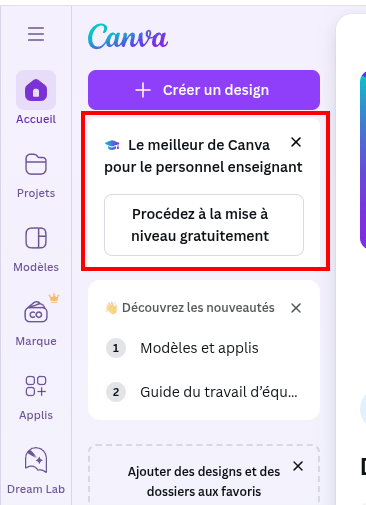 Canva
Créer un design
Accueil
🎓 Le meilleur de Canva
pour le personnel enseignant
Procédez à la mise à
niveau gratuitement
Projets
Modèles
👋 Découvrez les nouveautés
1 Modèles et applis
2 Guide du travail d'équ...
CO
Marque
Applis
Ajouter des designs et des
dossiers aux favoris
Dream Lab